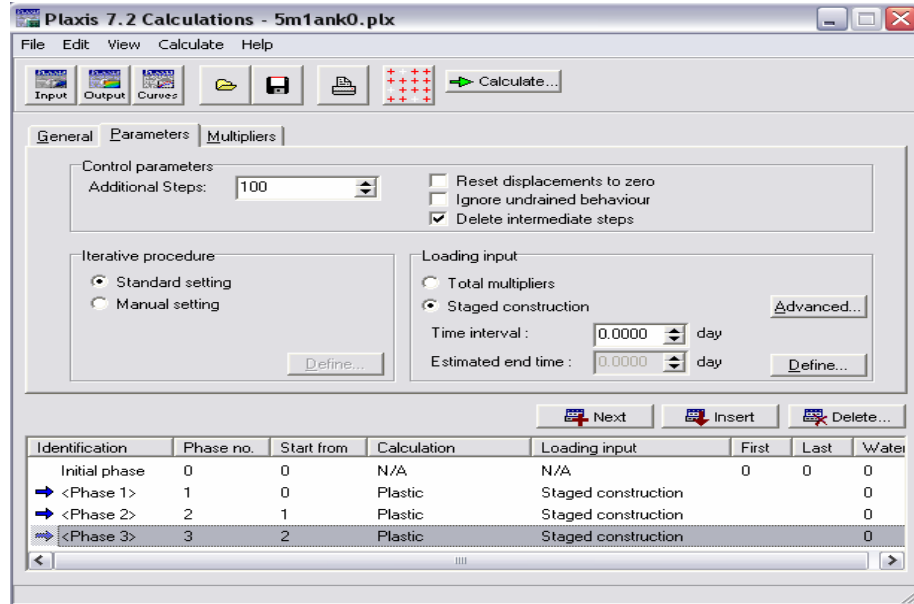 Plaxis 7.2 Calculations - 5m1ank0.plx
File Edit View Calculate Help
Input Output Curves Calculate...
General Parameters Multipliers
Control parameters
Additional Steps: 100
Reset displacements to zero
Ignore undrained behaviour
Delete intermediate steps
Iterative procedure
Standard setting
Manual setting
Define...
Loading input
Total multipliers
Staged construction
Advanced...
Time interval : 0.0000 day
Estimated end time : 0.0000 day
Define...
Next Insert Delete...
Identification Phase no. Start from Calculation Loading input First Last Water
Initial phase 0 0 N/A N/A 0 0 0
<Phase 1> 1 0 Plastic Staged construction 0
<Phase 2> 2 1 Plastic Staged construction 0
<Phase 3> 3 2 Plastic Staged construction 0